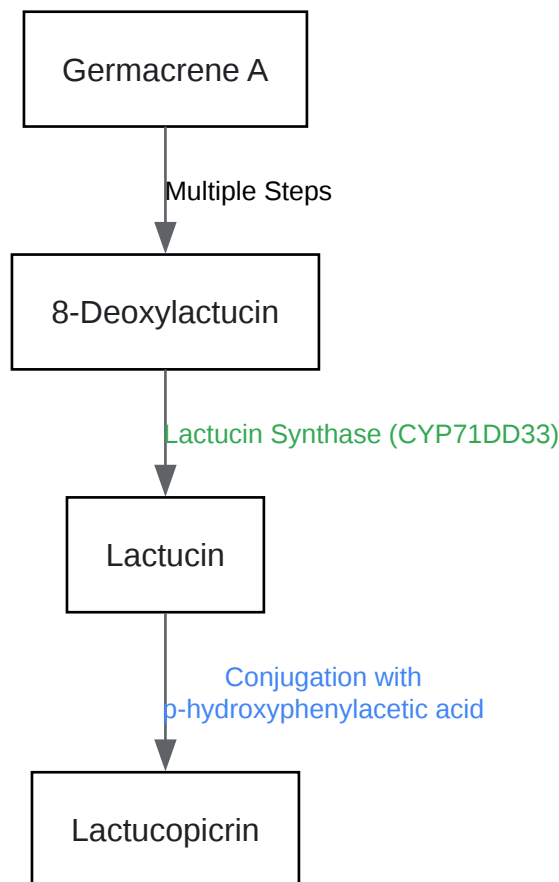 Germacrene A
Multiple Steps
8-Deoxylactucin
Lactucin Synthase (CYP71DD33)
Lactucin
Conjugation with
p-hydroxyphenylacetic acid
Lactucopicrin